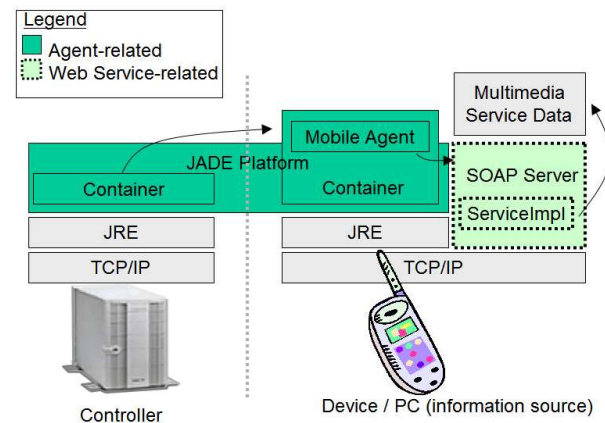 Legend
Agent-related
Web Service-related
Multimedia
Service Data
Mobile Agent
JADE Platform
Container
Container
SOAP Server
ServiceImpl
JRE
JRE
TCP/IP
TCP/IP
Controller
Device / PC (information source)